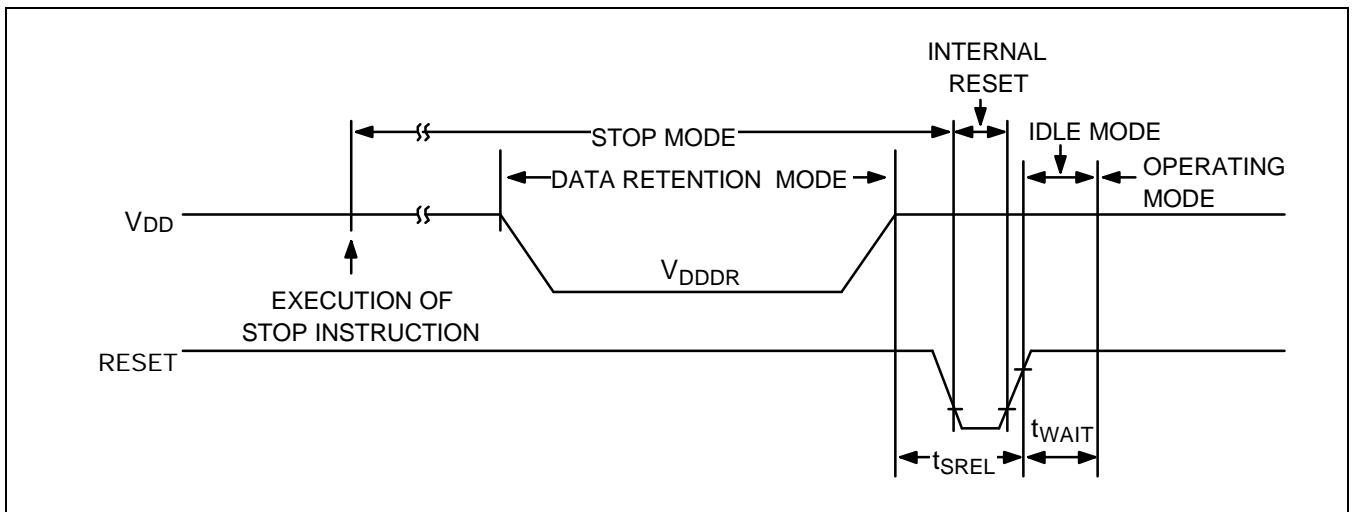 INTERNAL
RESET
STOP MODE
IDLE MODE
DATA RETENTION MODE
OPERATING
MODE
VDD
VDDDR
EXECUTION OF
STOP INSTRUCTION
RESET
tWAIT
tSREL